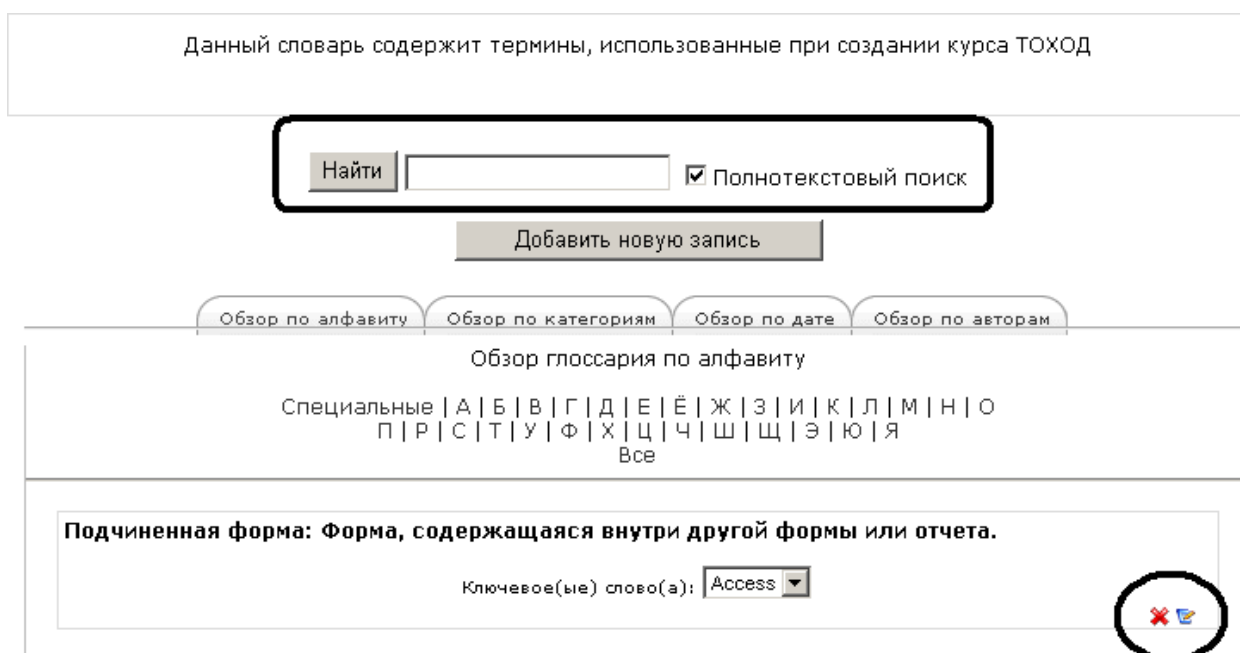 Данный словарь содержит термины, использованные при создании курса ТОХОД
Найти Полнотекстовый поиск
Добавить новую запись
Обзор по алфавиту Обзор по категориям Обзор по дате Обзор по авторам
Обзор глоссария по алфавиту
Специальные | А | Б | В | Г | Д | Е | Ё | Ж | З | И | К | Л | М | Н | О
П | Р | С | Т | У | Ф | Х | Ц | Ч | Ш | Щ | Э | Ю | Я
Все
Подчиненная форма: Форма, содержащаяся внутри другой формы или отчета.
Ключевое(ые) слово(а): Access